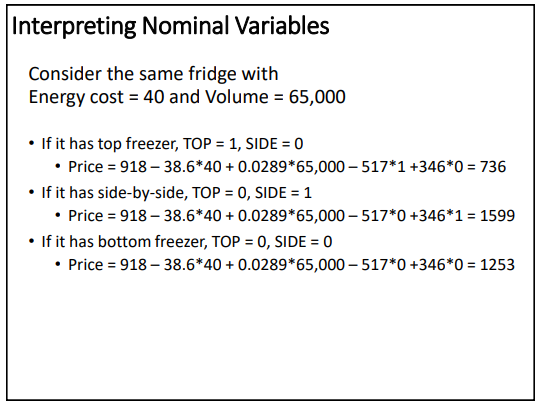 Interpreting Nominal Variables
Consider the same fridge with
Energy cost = 40 and Volume = 65,000
• If it has top freezer, TOP = 1, SIDE = 0
• Price = 918 – 38.6*40 + 0.0289*65,000 – 517*1 +346*0 = 736
• If it has side-by-side, TOP = 0, SIDE = 1
• Price = 918 – 38.6*40 + 0.0289*65,000 – 517*0 +346*1 = 1599
• If it has bottom freezer, TOP = 0, SIDE = 0
• Price = 918 – 38.6*40 + 0.0289*65,000 – 517*0 +346*0 = 1253